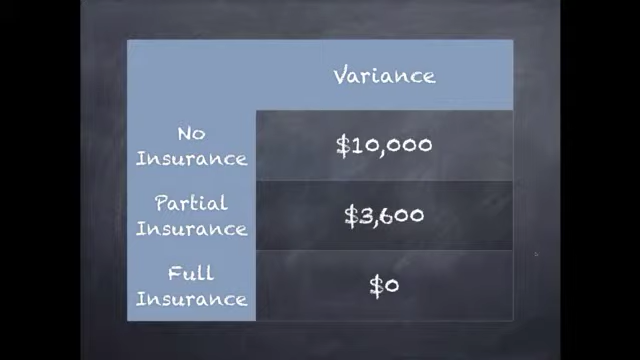 Variance
No
Insurance
$10,000
Partial
Insurance
$3,600
Full
Insurance
$0